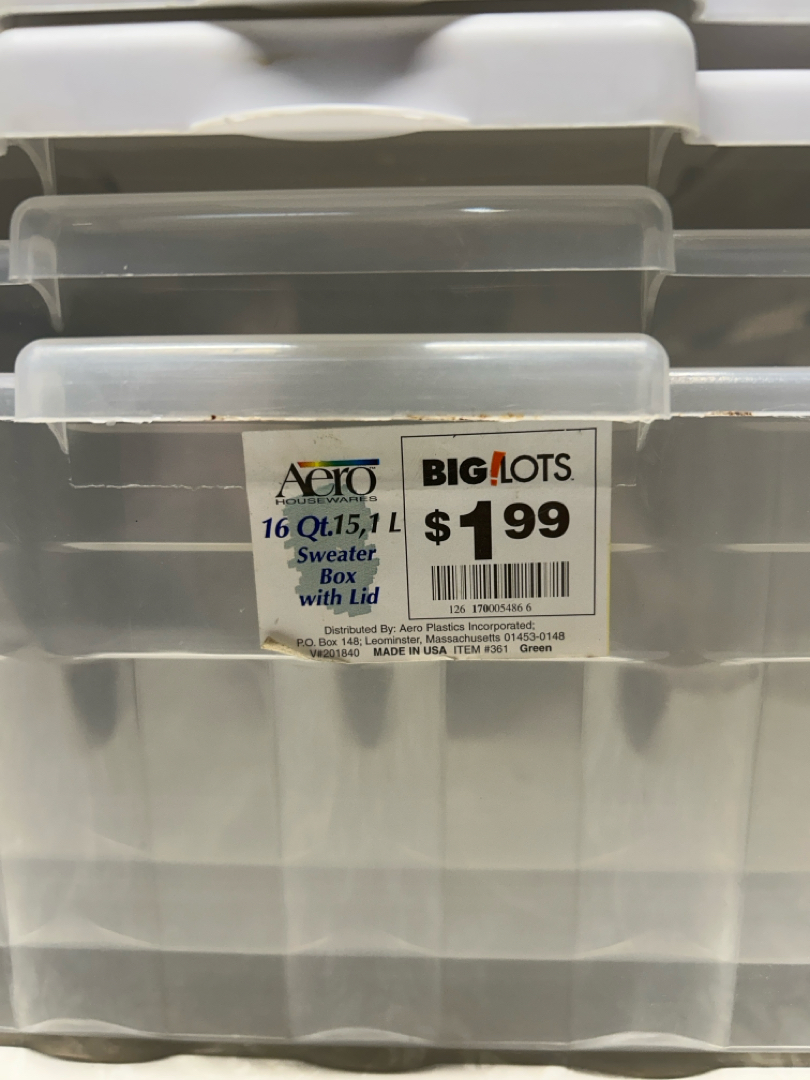 Aero™
HOUSEWARES
16 Qt.15,1 L
Sweater
Box
with Lid
BIG!LOTS.
$199
126 170005486 6
Distributed By: Aero Plastics Incorporated;
P.O. Box 148; Leominster, Massachusetts 01453-0148
V#201840 MADE IN USA ITEM #361 Green